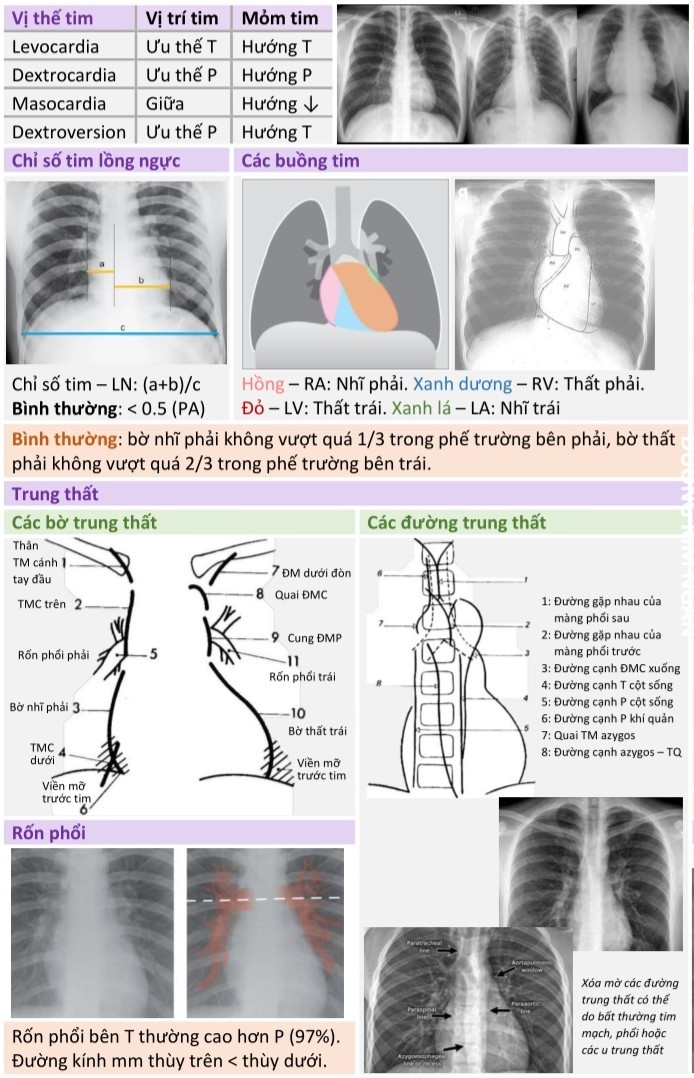 Vị thế tim Vị trí tim Mỏm tim
Levocardia Ưu thế T Hướng T
Dextrocardia Ưu thế P Hướng P
Masocardia Giữa Hướng ↓
Dextroversion Ưu thế P Hướng T
Chỉ số tim lồng ngực
Các buồng tim
a
b
c
Chỉ số tim – LN: (a+b)/c
Bình thường: < 0.5 (PA)
Hồng – RA: Nhĩ phải. Xanh dương – RV: Thất phải.
Đỏ – LV: Thất trái. Xanh lá – LA: Nhĩ trái
Bình thường: bờ nhĩ phải không vượt quá 1/3 trong phế trường bên phải, bờ thất
phải không vượt quá 2/3 trong phế trường bên trái.
Trung thất
Các bờ trung thất
Thân
TM cánh 1
tay đầu
TMC trên 2
Rốn phổi phải
5
Bờ nhĩ phải 3
TMC 4
dưới
Viền mỡ
trước tim
6
7 ĐM dưới đòn
8 Quai ĐMC
9 Cung ĐMP
11
Rốn phổi trái
10
Bờ thất trái
Viền mỡ
trước tim
Các đường trung thất
6
1
7
2
3
8
4
5
1: Đường gặp nhau của
màng phổi sau
2: Đường gặp nhau của
màng phổi trước
3: Đường cạnh ĐMC xuống
4: Đường cạnh T cột sống
5: Đường cạnh P cột sống
6: Đường cạnh P khí quản
7: Quai TM azygos
8: Đường cạnh azygos – TQ
Rốn phổi
Rốn phổi bên T thường cao hơn P (97%).
Đường kính mm thùy trên < thùy dưới.
Paratracheal
line
Aortapulmonic
window
Paraspinal
line
Paraaortic
line
Azygoesophageal
line or recess
Xóa mờ các đường
trung thất có thể
do bất thường tim
mạch, phổi hoặc
các u trung thất